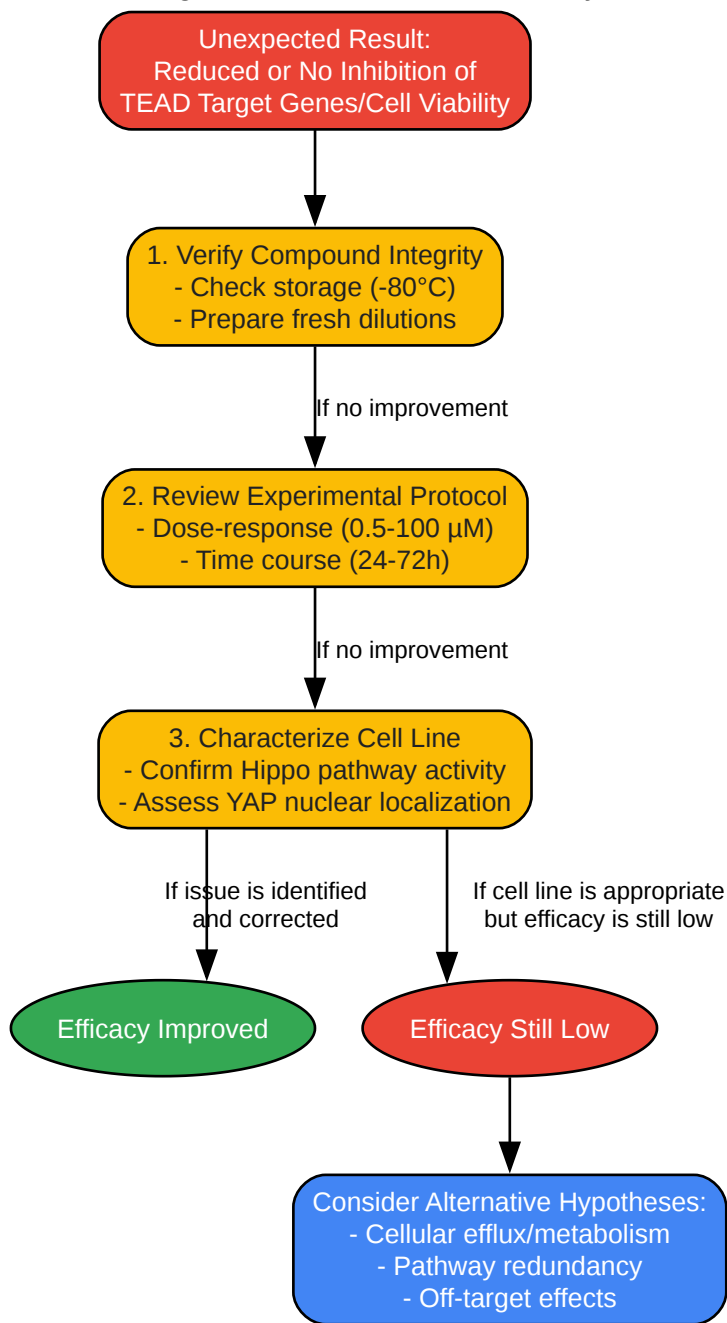 Unexpected Result:
Reduced or No Inhibition of
TEAD Target Genes/Cell Viability
1. Verify Compound Integrity
- Check storage (-80°C)
- Prepare fresh dilutions
If no improvement
2. Review Experimental Protocol
- Dose-response (0.5-100 µM)
- Time course (24-72h)
If no improvement
3. Characterize Cell Line
- Confirm Hippo pathway activity
- Assess YAP nuclear localization
If issue is identified
and corrected
If cell line is appropriate
but efficacy is still low
Efficacy Improved
Efficacy Still Low
Consider Alternative Hypotheses:
- Cellular efflux/metabolism
- Pathway redundancy
- Off-target effects